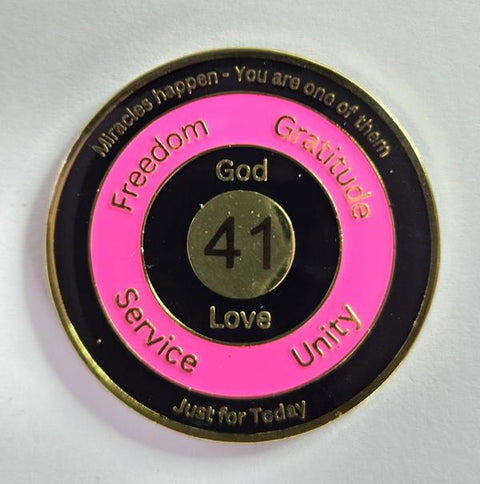 Miracles happen - You are one of them
Freedom
Gratitude
God
41
Love
Service
Unity
Just for Today